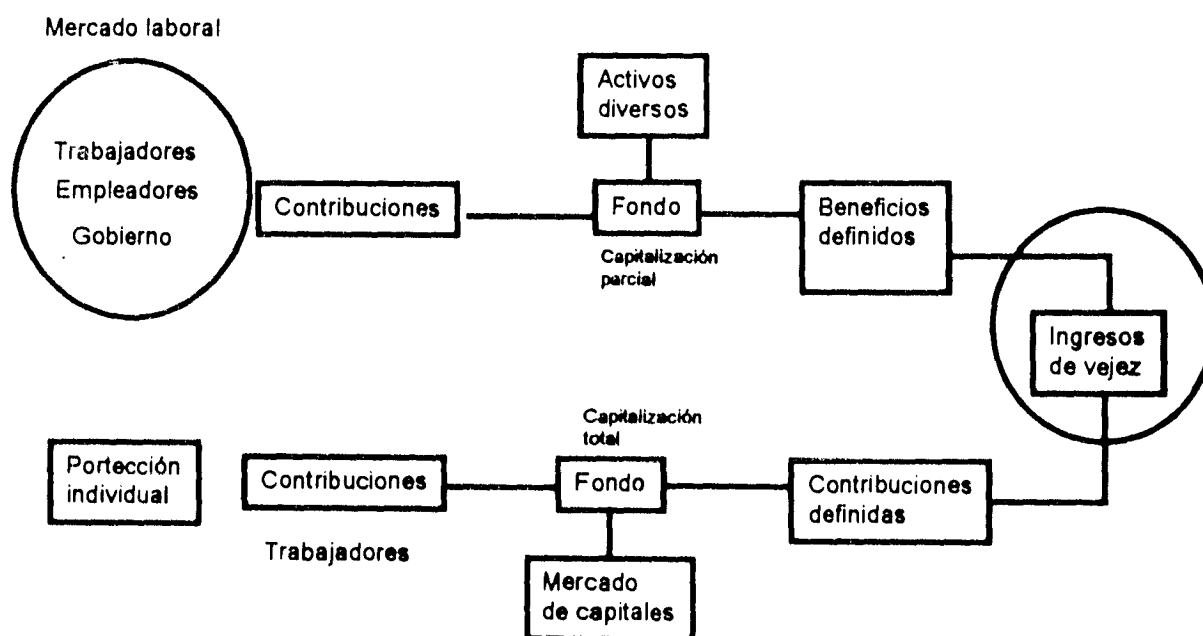 Mercado laboral
Trabajadores
Empleadores
Gobierno
Contribuciones
Activos
diversos
Fondo
Capitalización
parcial
Beneficios
definidos
Ingresos
de vejez
Portección
individual
Contribuciones
Trabajadores
Capitalización
total
Fondo
Mercado
de capitales
Contribuciones
definidas